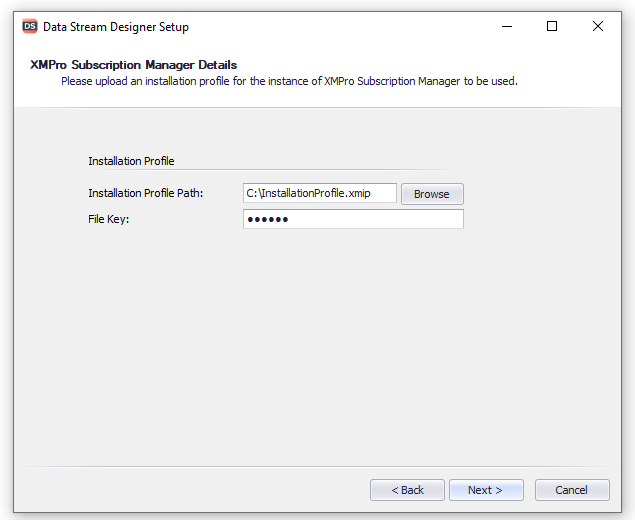 DS Data Stream Designer Setup
XMPro Subscription Manager Details
Please upload an installation profile for the instance of XMPro Subscription Manager to be used.
Installation Profile
Installation Profile Path: C:\InstallationProfile.xmip Browse
File Key: ●●●●●●
< Back Next > Cancel